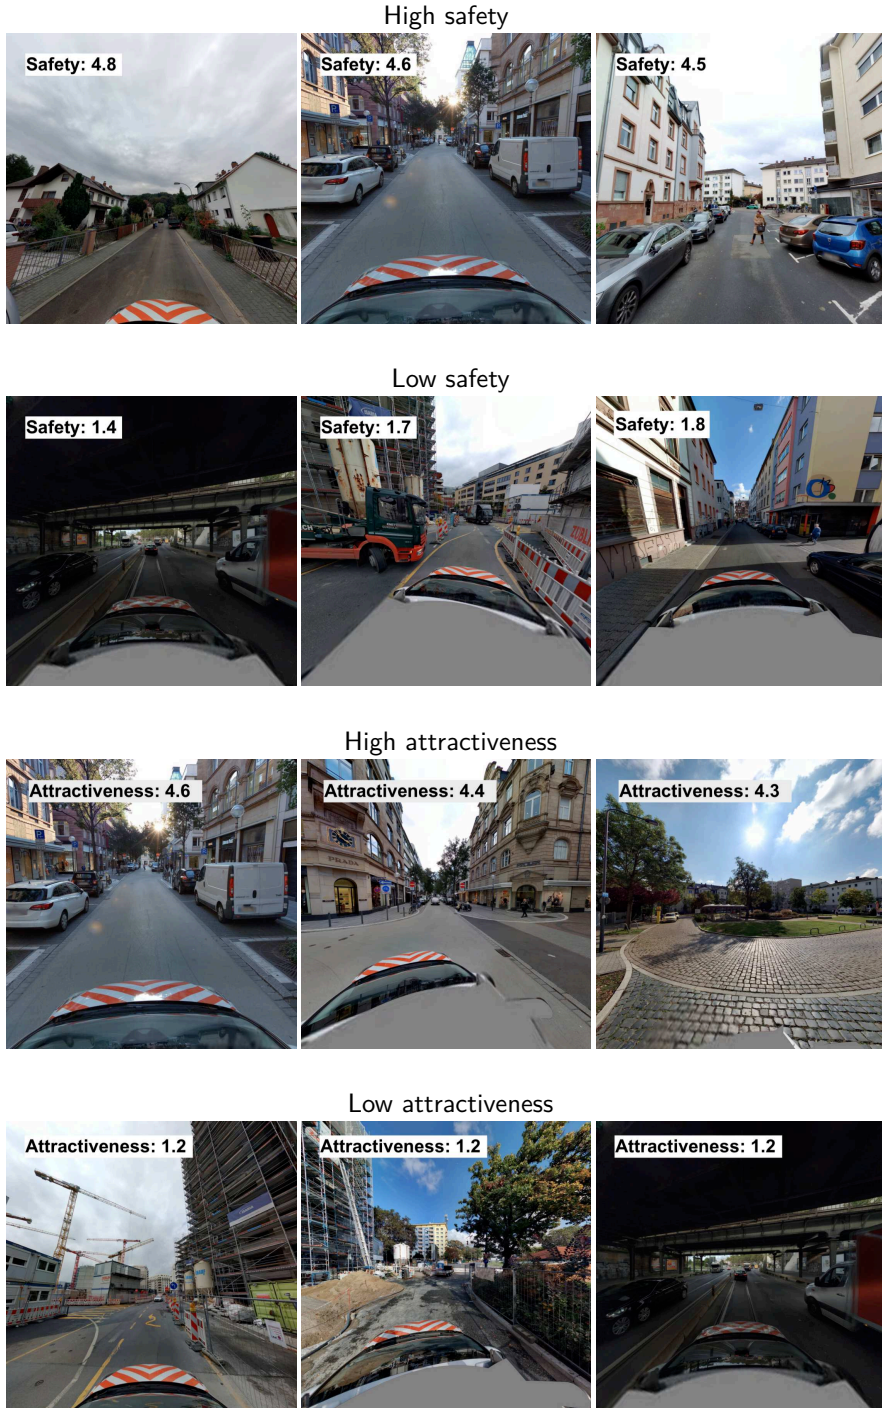 High safety
Safety: 4.8
Safety: 4.6
Safety: 4.5
Low safety
Safety: 1.4
Safety: 1.7
Safety: 1.8
ZÜBLI
High attractiveness
Attractiveness: 4.6
Attractiveness: 4.4
Attractiveness: 4.3
PRADA
Low attractiveness
Attractiveness: 1.2
Attractiveness: 1.2
Attractiveness: 1.2